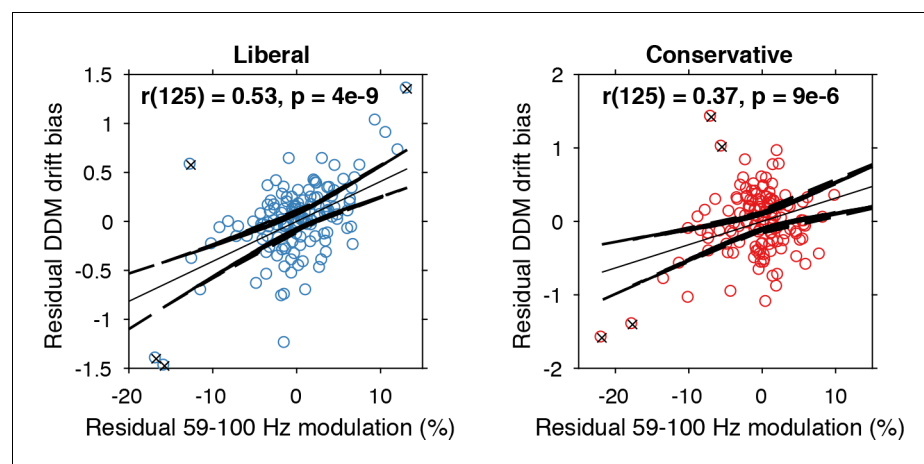 Liberal
r(125) = 0.53, p = 4e-9
Residual DDM drift bias
1.5
1
0.5
0
-0.5
-1
-1.5
-20
-10
0
10
Residual 59-100 Hz modulation (%)
Conservative
r(125) = 0.37, p = 9e-6
Residual DDM drift bias
2
1
0
-1
-2
-20
-10
0
10
Residual 59-100 Hz modulation (%)